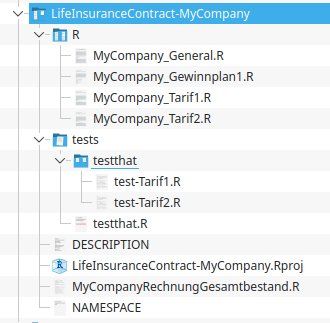 LifeInsuranceContract-MyCompany
R
MyCompany_General.R
MyCompany_Gewinnplan1.R
MyCompany_Tarif1.R
MyCompany_Tarif2.R
tests
testthat
test-Tarif1.R
test-Tarif2.R
testthat.R
DESCRIPTION
LifeInsuranceContract-MyCompany.Rproj
MyCompanyRechnungGesamtbestand.R
NAMESPACE